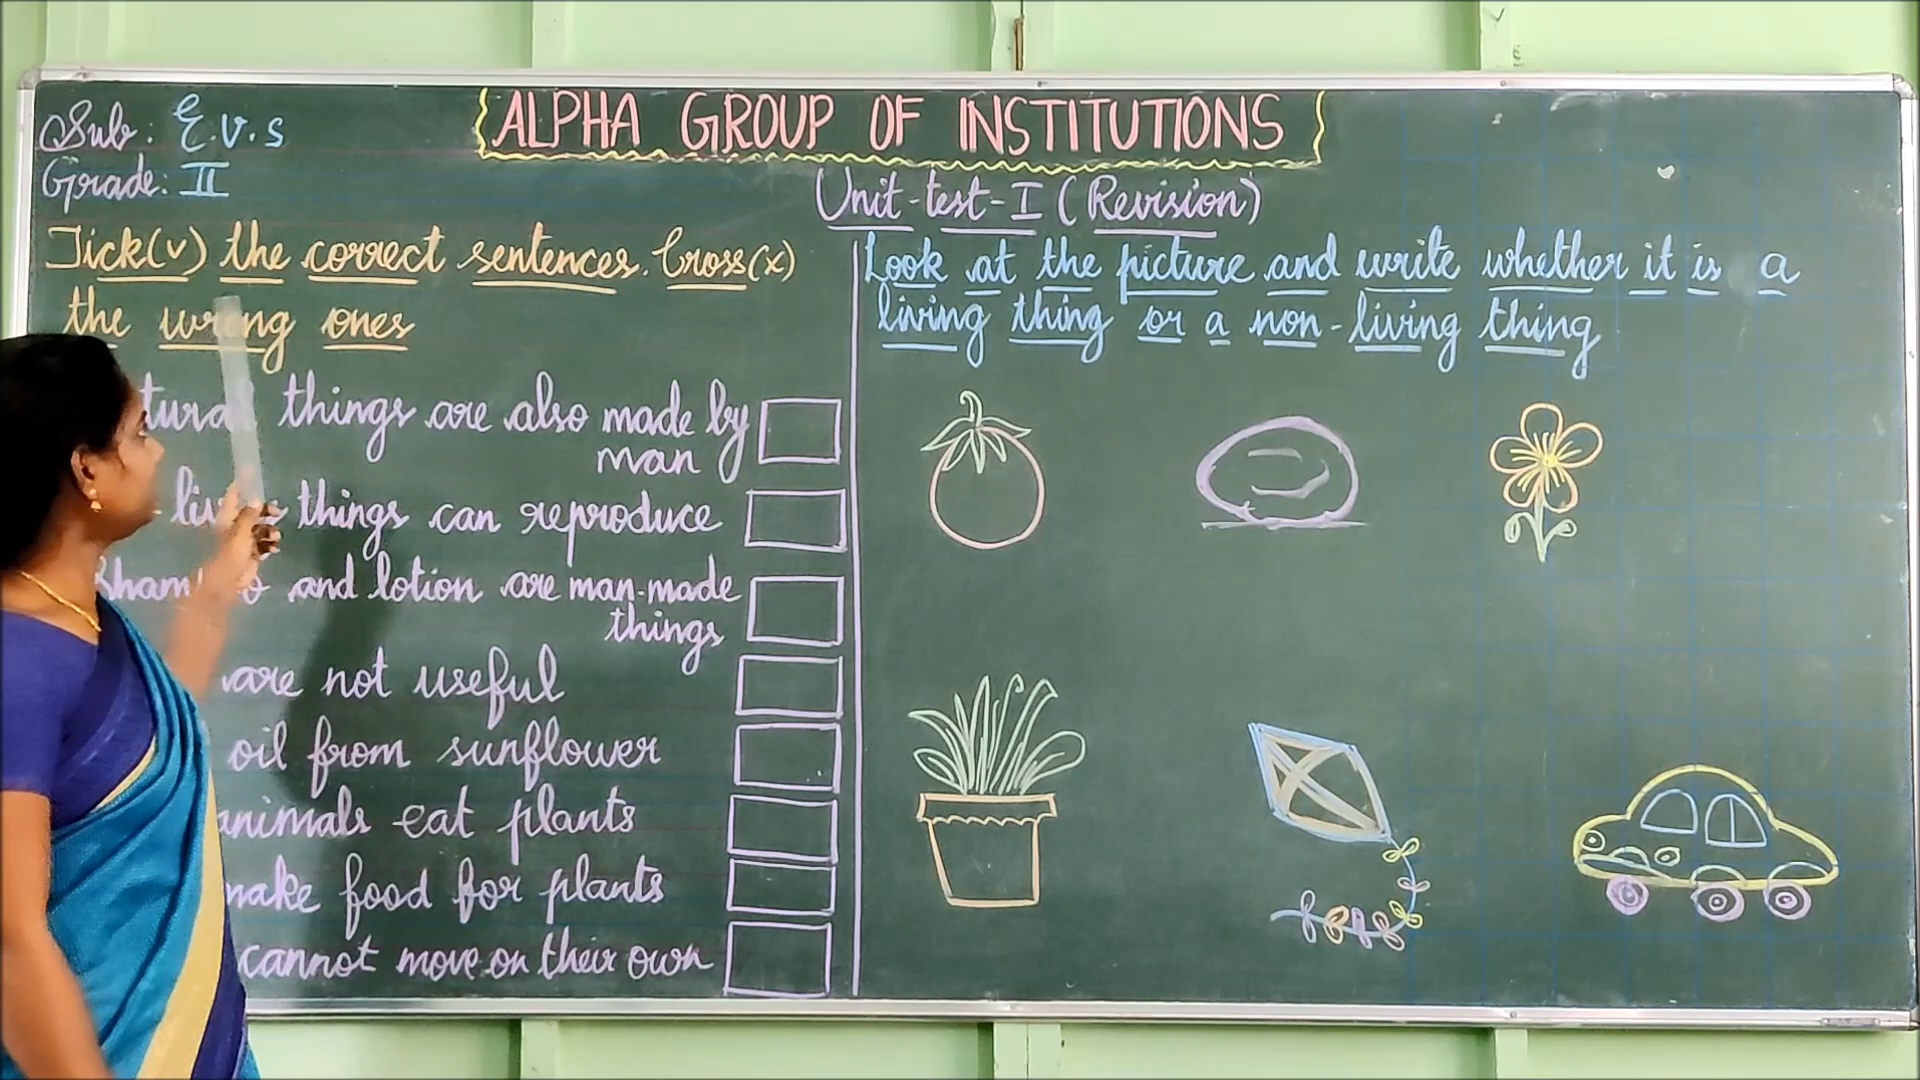 Sub: E.V.S
Grade: II
ALPHA GROUP OF INSTITUTIONS
Unit-test-I (Revision)
Tick(v) the correct sentences. Cross(x)
the wrong ones
things are also made by
man
things can reproduce
and lotion are man-made
things
are not useful
oil from sunflower
animals eat plants
make food for plants
cannot move on their own
Look at the picture and write whether it is a
living thing or a non-living thing